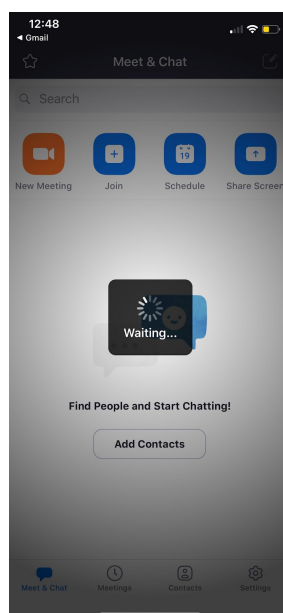 12:48
◀ Gmail
Meet & Chat
Search
New Meeting
Join
19
Schedule
Share Screen
Waiting...
Find People and Start Chatting!
Add Contacts
Meet & Chat
Meetings
Contacts
Settings